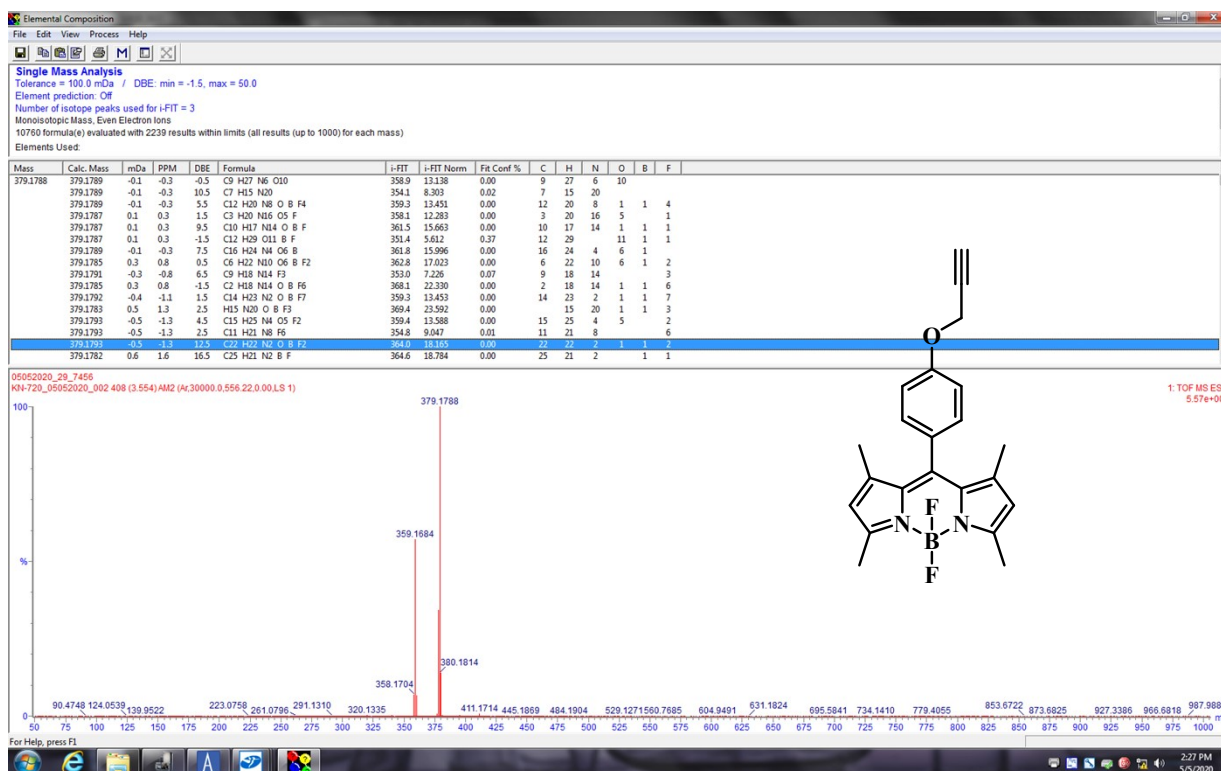 Elemental Composition
File Edit View Process Help
Single Mass Analysis
Tolerance = 100.0 mDa / DBE: min = -1.5, max = 50.0
Element prediction: Off
Number of isotope peaks used for i-FIT = 3
Monoisotopic Mass, Even Electron Ions
10760 formula(e) evaluated with 2239 results within limits (all results (up to 1000) for each mass)
Elements Used:
Mass Calc. Mass mDa PPM DBE Formula i-FIT i-FIT Norm Fit Conf % C H N O B F
379.1788 379.1789 -0.1 -0.3 -0.5 C9 H27 N6 O10 358.9 13.138 0.00 9 27 6 10
379.1789 -0.1 -0.3 10.5 C7 H15 N20 354.1 8.303 0.02 7 15 20
379.1789 -0.1 -0.3 5.5 C12 H20 N8 O B F4 359.3 13.451 0.00 12 20 8 1 1 4
379.1787 0.1 0.3 1.5 C3 H20 N16 O5 F 358.1 12.283 0.00 3 20 16 5 1
379.1787 0.1 0.3 9.5 C10 H17 N14 O B F 361.5 15.663 0.00 10 17 14 1 1 1
379.1787 0.1 0.3 -1.5 C12 H29 O11 B F 351.4 5.612 0.37 12 29 11 1 1
379.1789 -0.1 -0.3 7.5 C16 H24 N4 O6 B 361.8 15.996 0.00 16 24 4 6 1
379.1785 0.3 0.8 0.5 C6 H22 N10 O6 B F2 362.8 17.023 0.00 6 22 10 6 1 2
379.1791 -0.3 -0.8 6.5 C9 H18 N14 F3 353.0 7.226 0.07 9 18 14 3
379.1785 0.3 0.8 -1.5 C2 H18 N14 O B F6 368.1 22.330 0.00 2 18 14 1 1 6
379.1792 -0.4 -1.1 1.5 C14 H23 N2 O B F7 359.3 13.453 0.00 14 23 2 1 1 7
379.1783 0.5 1.3 2.5 H15 N20 O B F3 369.4 23.592 0.00 15 20 1 1 3
379.1793 -0.5 -1.3 4.5 C15 H25 N4 O5 F2 359.4 13.588 0.00 15 25 4 5 2
379.1793 -0.5 -1.3 2.5 C11 H21 N8 F6 354.8 9.047 0.01 11 21 8 6
379.1793 -0.5 -1.3 12.5 C22 H22 N2 O B F2 364.0 18.165 0.00 22 22 2 1 1 2
379.1782 0.6 1.6 16.5 C25 H21 N2 B F 364.6 18.784 0.00 25 21 2 1 1
05052020_29_7456
KN-720_05052020_002 408 (3.554) AM2 (Ar,30000.0,556.22,0.00,LS 1)
1: TOF MS ES
5.57e+00
100
379.1788
359.1684
%
380.1814
358.1704
90.4748 124.0539 139.9522 223.0758 261.0796 291.1310 320.1335 411.1714 445.1869 484.1904 529.1271 560.7685 604.9491 631.1824 695.5841 734.1410 779.4055 853.6722 873.6825 927.3386 966.6818 987.988
0
50 75 100 125 150 175 200 225 250 275 300 325 350 375 400 425 450 475 500 525 550 575 600 625 650 675 700 725 750 775 800 825 850 875 900 925 950 975 1000
O
F
N N
B
F
For Help, press F1
2:27 PM
5/5/2020